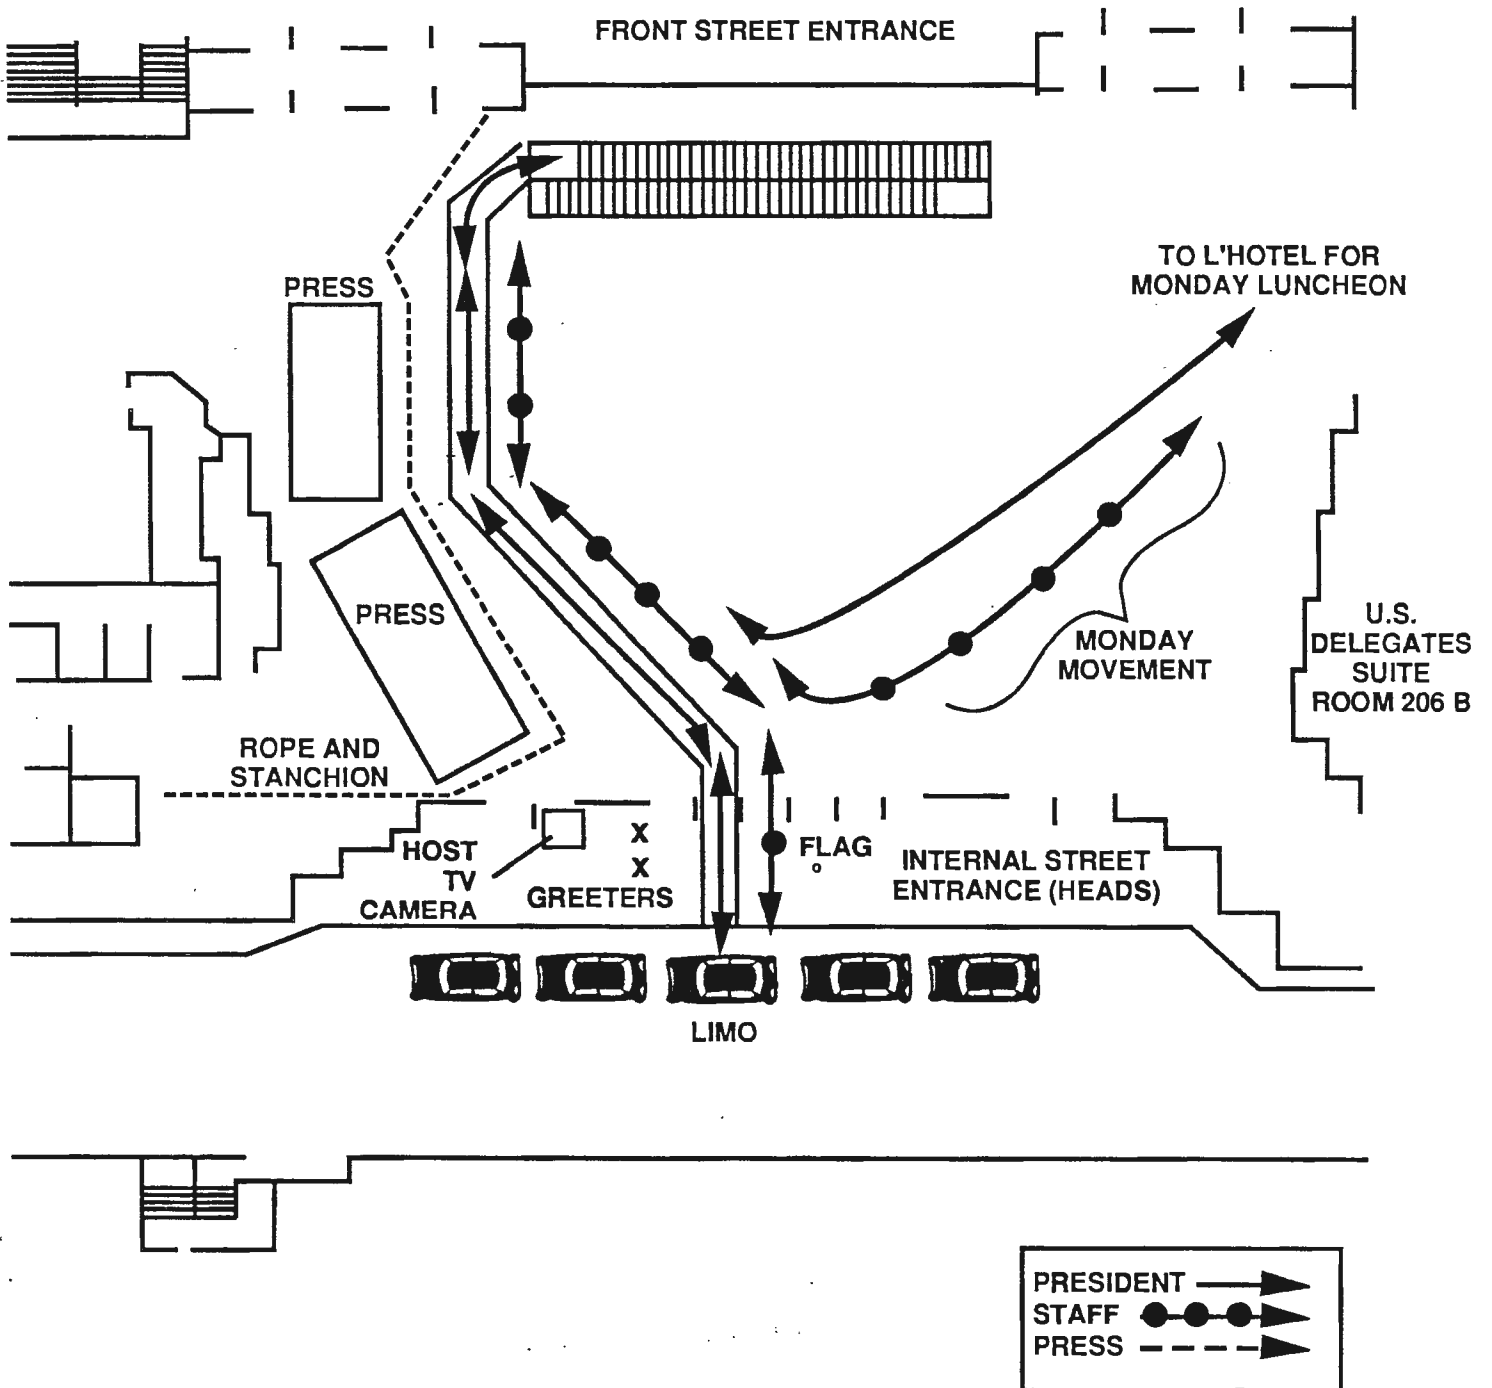 FRONT STREET ENTRANCE
TO L'HOTEL FOR
MONDAY LUNCHEON
PRESS
PRESS
MONDAY
MOVEMENT
U.S.
DELEGATES
SUITE
ROOM 206 B
ROPE AND
STANCHION
HOST
TV
CAMERA
X
X
GREETERS
FLAG
INTERNAL STREET
ENTRANCE (HEADS)
LIMO
PRESIDENT
STAFF
PRESS